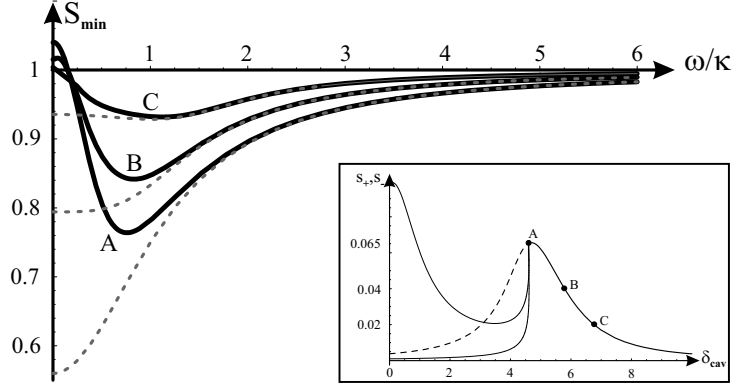 S_min
1 2 3 4 5 6 ω/κ
1
C
0.9
B
0.8
A
0.7
0.6
s_+,s_-
A
0.065
B
0.04
C
0.02
0 2 4 6 8 δ_cav